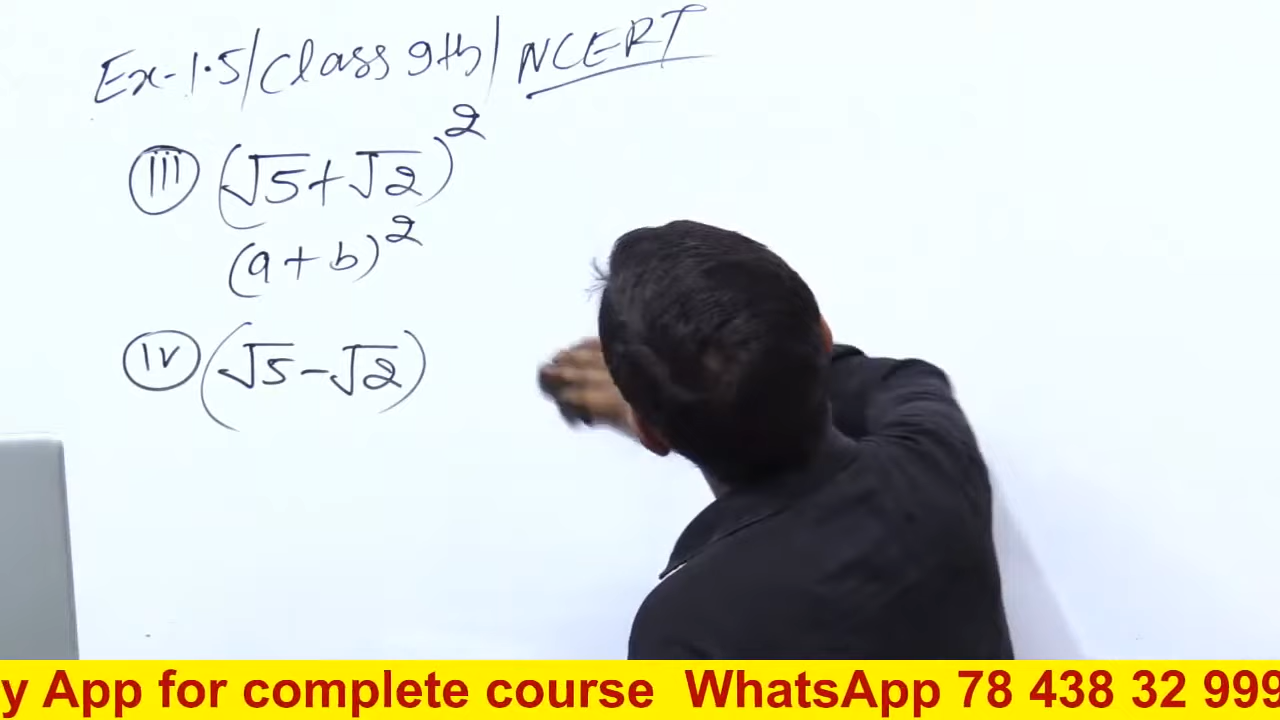 Ex-1.5/Class 9th/NCERT
(iii) (√5+√2)²
(a+b)²
(iv) (√5-√2)
y App for complete course WhatsApp 78 438 32 999